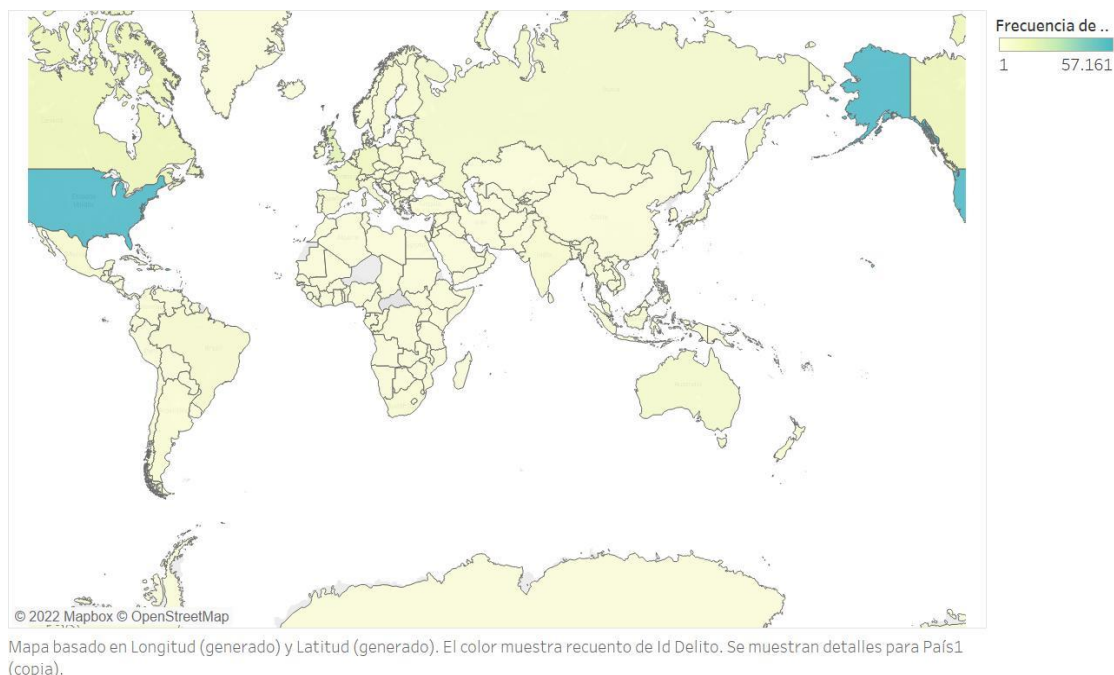 Frecuencia de ..
1 57.161
© 2022 Mapbox © OpenStreetMap
Mapa basado en Longitud (generado) y Latitud (generado). El color muestra recuento de Id Delito. Se muestran detalles para País1
(copia).